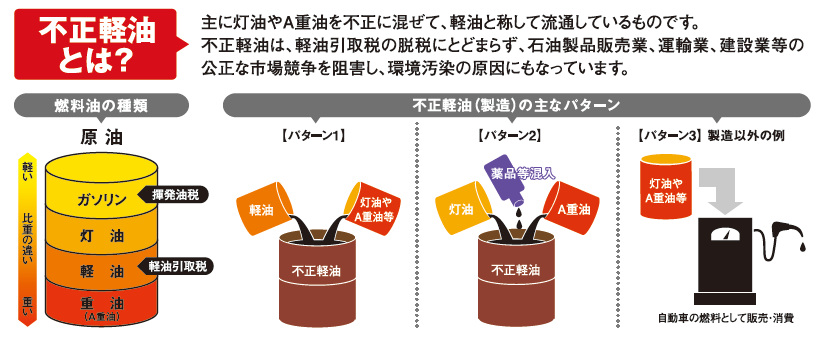 不正軽油
とは?
主に灯油やA重油を不正に混ぜて、軽油と称して流通しているものです。
不正軽油は、軽油引取税の脱税にとどまらず、石油製品販売業、運輸業、建設業等の
公正な市場競争を阻害し、環境汚染の原因にもなっています。
燃料油の種類
原油
軽い
比重の違い
重い
ガソリン
揮発油税
灯油
軽油
軽油引取税
重油
(A重油)
不正軽油(製造)の主なパターン
【パターン1】
軽油
灯油や
A重油等
不正軽油
【パターン2】
薬品等混入
灯油
A重油
不正軽油
【パターン3】製造以外の例
灯油や
A重油等
自動車の燃料として販売・消費